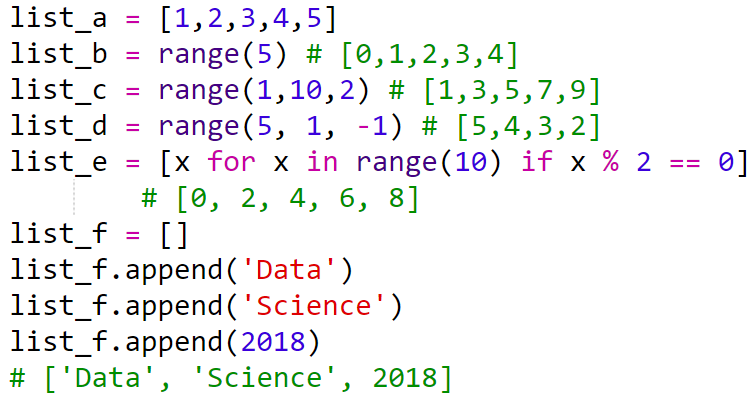 list_a = [1,2,3,4,5]
list_b = range(5) # [0,1,2,3,4]
list_c = range(1,10,2) # [1,3,5,7,9]
list_d = range(5, 1, -1) # [5,4,3,2]
list_e = [x for x in range(10) if x % 2 == 0]
# [0, 2, 4, 6, 8]
list_f = []
list_f.append('Data')
list_f.append('Science')
list_f.append(2018)
# ['Data', 'Science', 2018]